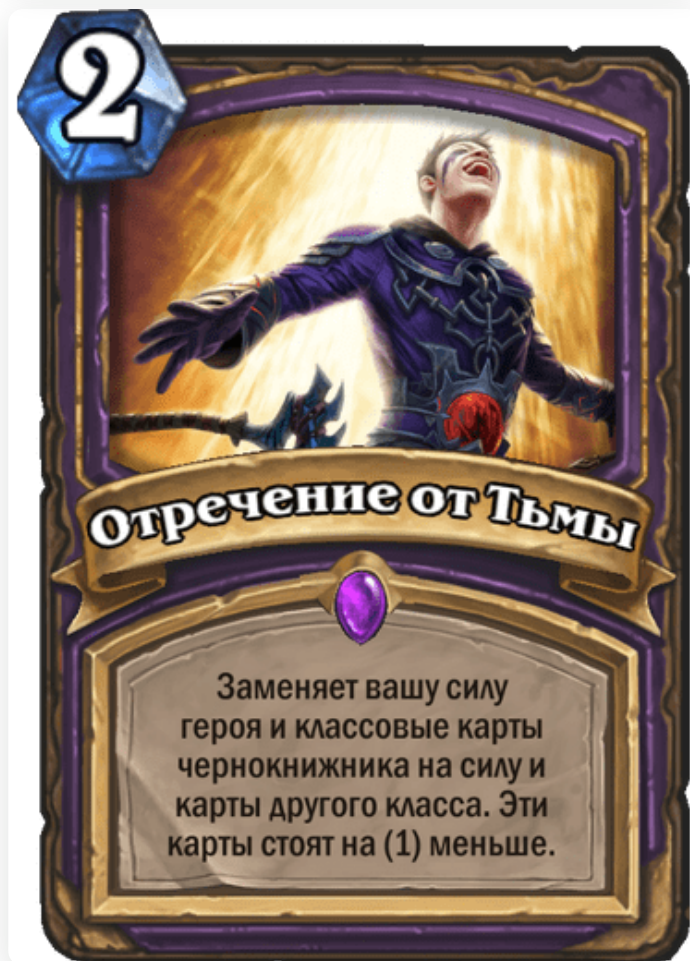 2
Отречение от Тьмы
Заменяет вашу силу
героя и классовые карты
чернокнижника на силу и
карты другого класса. Эти
карты стоят на (1) меньше.